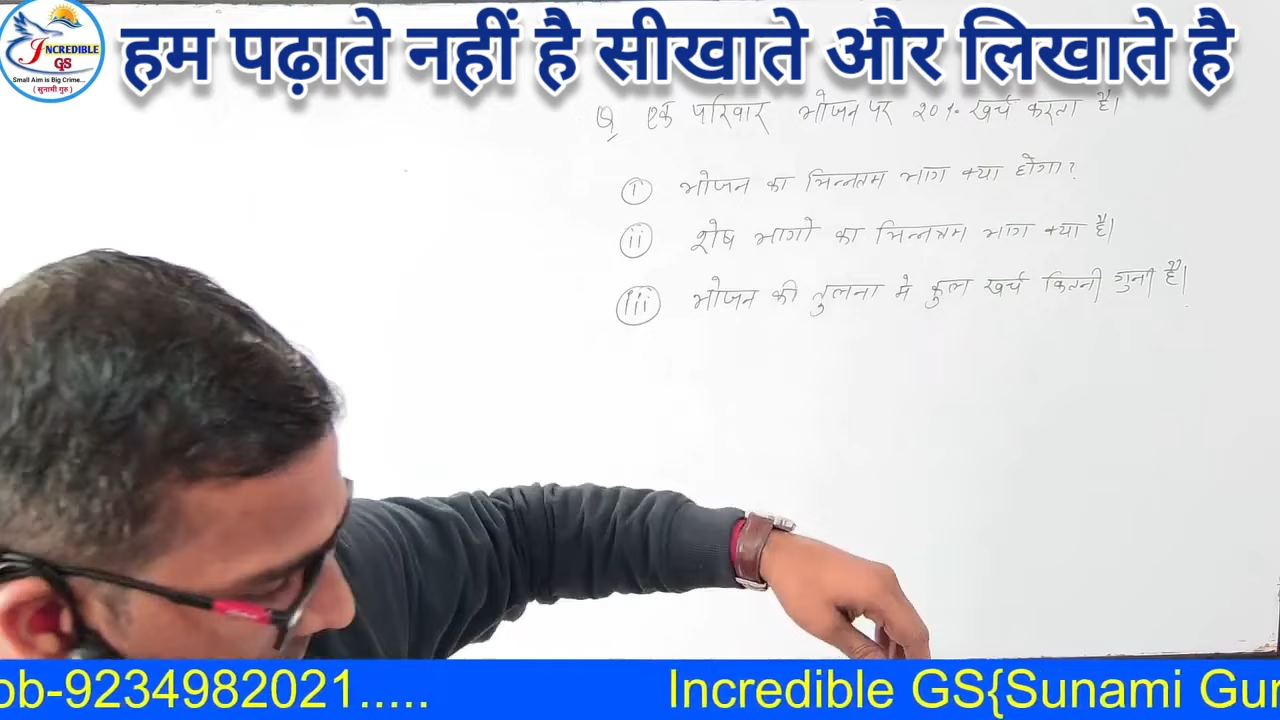 INCREDIBLE
GS
Small Aim is Big Crime...
( सुनामी गुरु )
हम पढ़ाते नहीं है सीखाते और लिखाते है
Q, एक परिवार भोजन पर 20%. खर्च करता है।
(i) भोजन का भिन्नतम भाग क्या होगा?
(ii) शेष भागो का भिन्नतम भाग क्या है।
(iii) भोजन की तुलना मे कुल खर्च कितनी गुनी है।
ob-9234982021..... Incredible GS{Sunami Gur